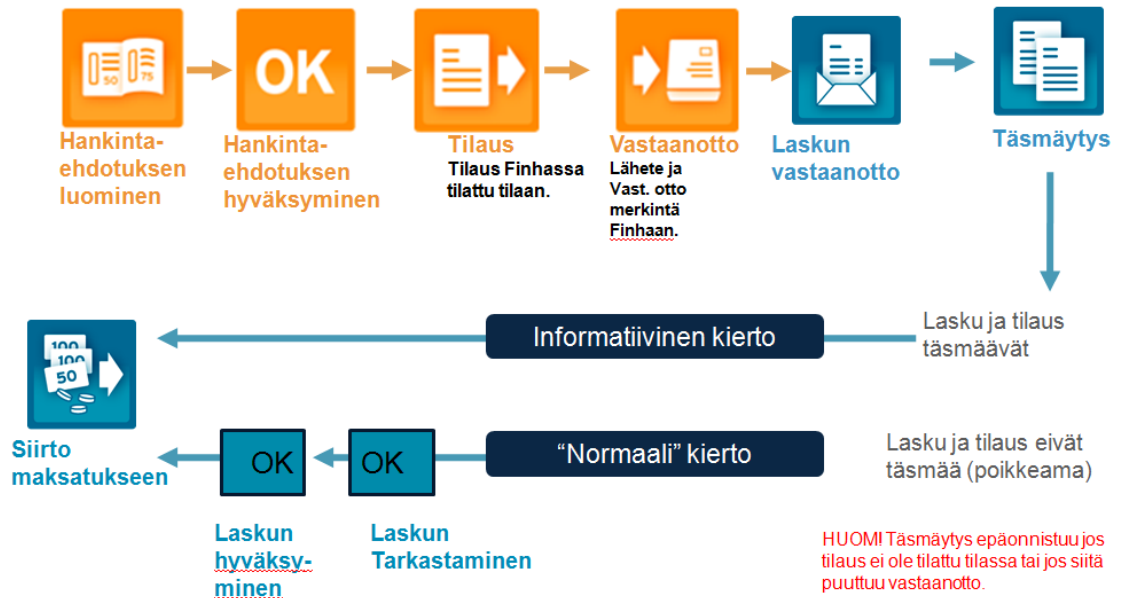 50
75
OK
Hankinta-
ehdotuksen
luominen
Hankinta-
ehdotuksen
hyväksyminen
Tilaus
Tilaus Finhassa
tilattu tilaan.
Vastaanotto
Lähete ja
Vast. otto
merkintä
Finhaan.
Laskun
vastaanotto
Täsmäytys
Informatiivinen kierto
Lasku ja tilaus
täsmäävät
100
100
50
Siirto
maksatukseen
OK
OK
“Normaali” kierto
Lasku ja tilaus eivät
täsmää (poikkeama)
Laskun
hyväksy-
minen
Laskun
Tarkastaminen
HUOM! Täsmäytys epäonnistuu jos
tilaus ei ole tilattu tilassa tai jos siitä
puuttuu vastaanotto.